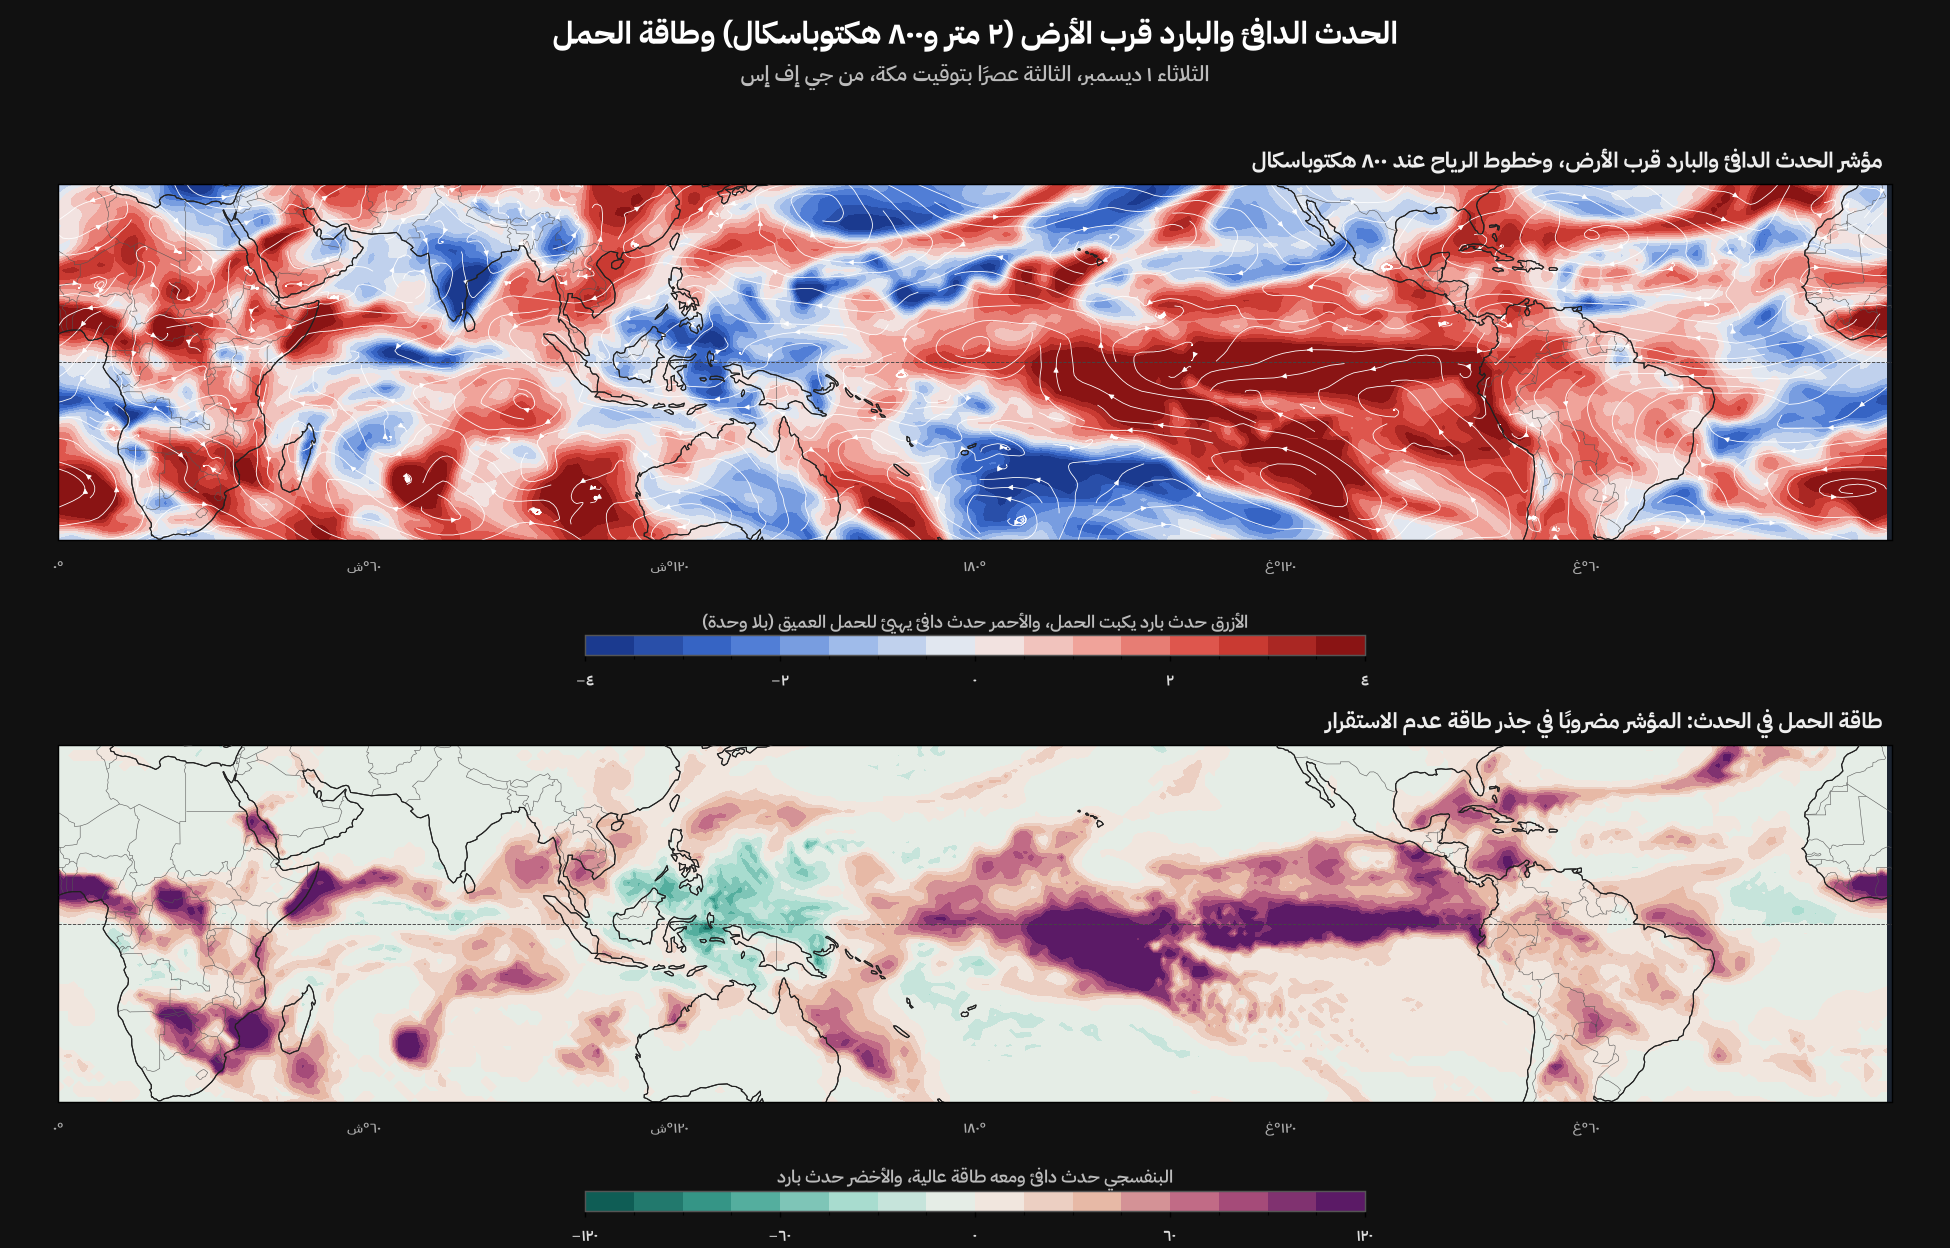 الحدث الدافئ والبارد قرب الأرض (٢ متر و٨٠٠ هكتوباسكال) وطاقة الحمل
الثلاثاء ١ ديسمبر، الثالثة عصرًا بتوقيت مكة، من جي إف إس
مؤشر الحدث الدافئ والبارد قرب الأرض، وخطوط الرياح عند ٨٠٠ هكتوباسكال
٠° ٦٠°ش ١٢٠°ش ١٨٠° ١٢٠°غ ٦٠°غ
الأزرق حدث بارد يكبت الحمل، والأحمر حدث دافئ يهيئ للحمل العميق (بلا وحدة)
−٤ −٢ ٠ ٢ ٤
طاقة الحمل في الحدث: المؤشر مضروبًا في جذر طاقة عدم الاستقرار
٠° ٦٠°ش ١٢٠°ش ١٨٠° ١٢٠°غ ٦٠°غ
البنفسجي حدث دافئ ومعه طاقة عالية، والأخضر حدث بارد
−١٢٠ −٦٠ ٠ ٦٠ ١٢٠